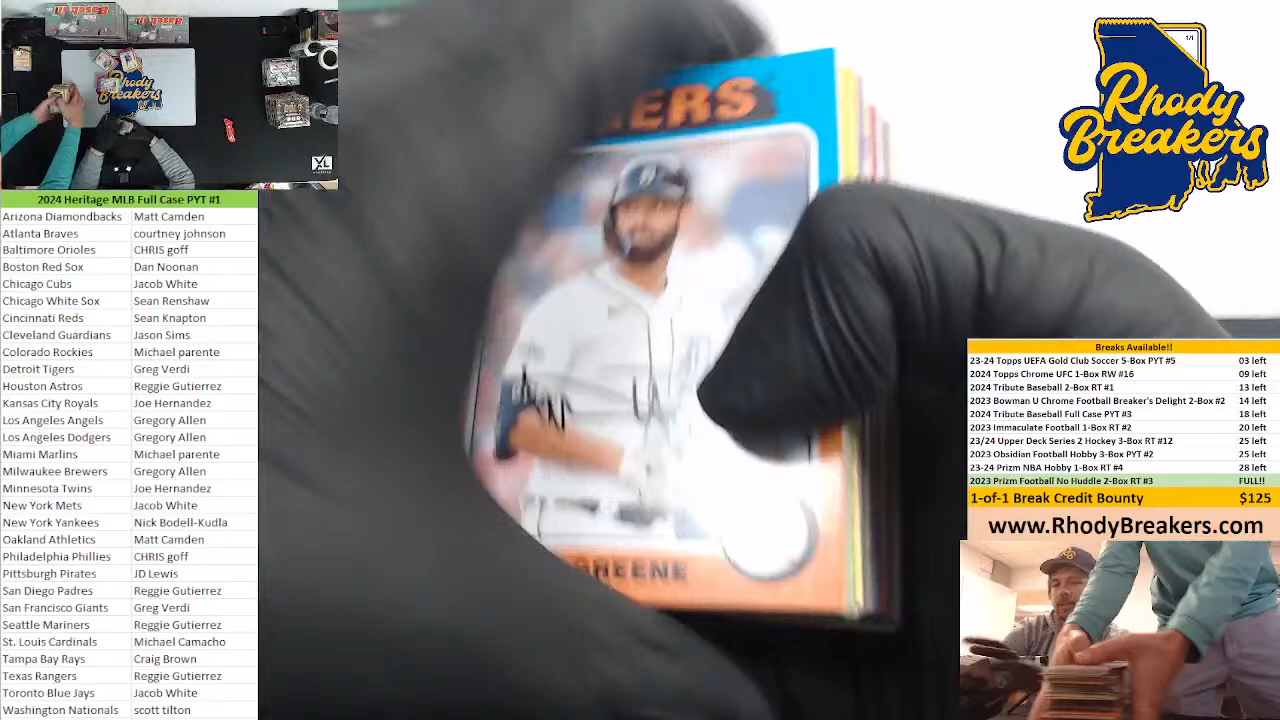 2024 Heritage MLB Full Case PYT #1
Arizona Diamondbacks Matt Camden
Atlanta Braves courtney johnson
Baltimore Orioles CHRIS goff
Boston Red Sox Dan Noonan
Chicago Cubs Jacob White
Chicago White Sox Sean Renshaw
Cincinnati Reds Sean Knapton
Cleveland Guardians Jason Sims
Colorado Rockies Michael parente
Detroit Tigers Greg Verdi
Houston Astros Reggie Gutierrez
Kansas City Royals Joe Hernandez
Los Angeles Angels Gregory Allen
Los Angeles Dodgers Gregory Allen
Miami Marlins Michael parente
Milwaukee Brewers Gregory Allen
Minnesota Twins Joe Hernandez
New York Mets Jacob White
New York Yankees Nick Bodell-Kudla
Oakland Athletics Matt Camden
Philadelphia Phillies CHRIS goff
Pittsburgh Pirates JD Lewis
San Diego Padres Reggie Gutierrez
San Francisco Giants Greg Verdi
Seattle Mariners Reggie Gutierrez
St. Louis Cardinals Michael Camacho
Tampa Bay Rays Craig Brown
Texas Rangers Reggie Gutierrez
Toronto Blue Jays Jacob White
Washington Nationals scott tilton
Rhody
Breakers
XL
ERS
GREENE
1/1
Rhody
Breakers
Breaks Available!!
23-24 Topps UEFA Gold Club Soccer 5-Box PYT #5 03 left
2024 Topps Chrome UFC 1-Box RW #16 09 left
2024 Tribute Baseball 2-Box RT #1 13 left
2023 Bowman U Chrome Football Breaker's Delight 2-Box #2 14 left
2024 Tribute Baseball Full Case PYT #3 18 left
2023 Immaculate Football 1-Box RT #2 20 left
23/24 Upper Deck Series 2 Hockey 3-Box RT #12 25 left
2023 Obsidian Football Hobby 3-Box PYT #2 25 left
23-24 Prizm NBA Hobby 1-Box RT #4 28 left
2023 Prizm Football No Huddle 2-Box RT #3 FULL!!
1-of-1 Break Credit Bounty $125
www.RhodyBreakers.com